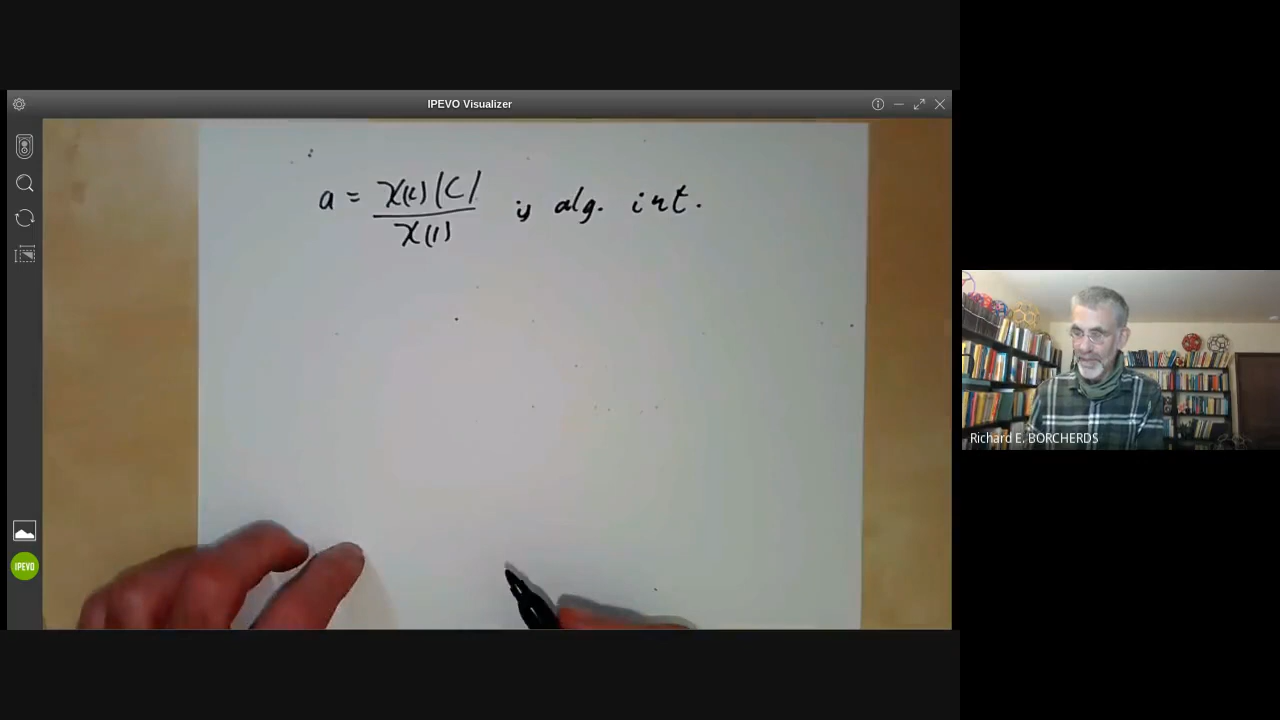 IPEVO Visualizer
a = χ(c)|C| / χ(1) is alg. int.
Richard E. BORCHERDS
IPEVO